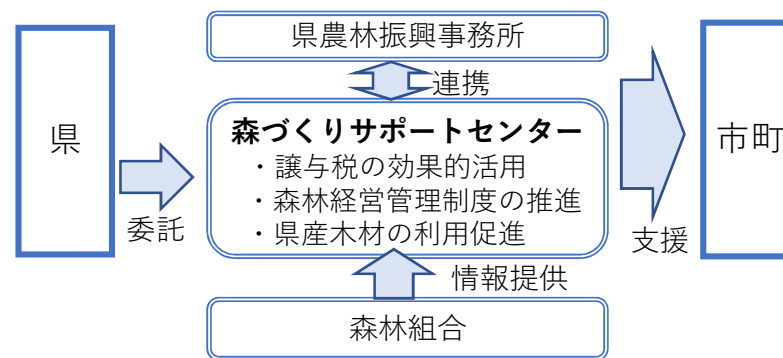 県農林振興事務所
連携
県
委託
森づくりサポートセンター
・譲与税の効果的活用
・森林経営管理制度の推進
・県産木材の利用促進
支援
市町
情報提供
森林組合